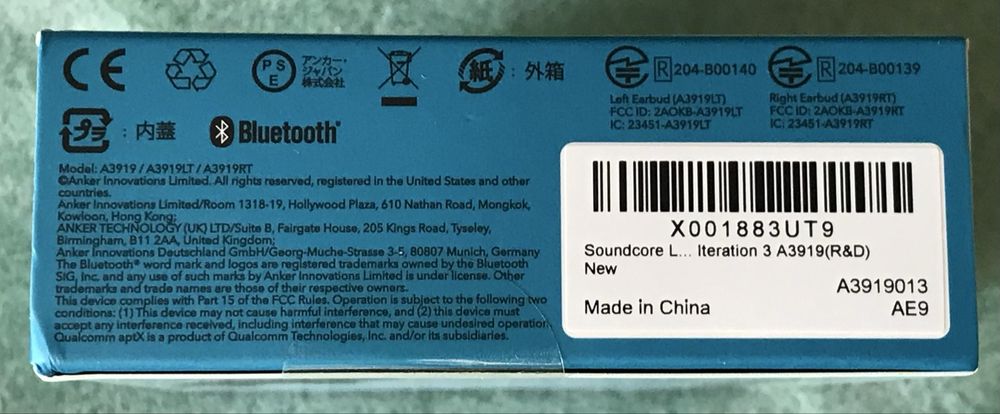 CE
PSE
アンカー・
ジャパン
株式会社
紙 : 外箱
R 204-B00140
R 204-B00139
Left Earbud (A3919LT)
FCC ID: 2AOKB-A3919LT
IC: 23451-A3919LT
Right Earbud (A3919RT)
FCC ID: 2AOKB-A3919RT
IC: 23451-A3919RT
プラ : 内蓋
Bluetooth®
Model: A3919 / A3919LT / A3919RT
©Anker Innovations Limited. All rights reserved, registered in the United States and other
countries.
Anker Innovations Limited/Room 1318-19, Hollywood Plaza, 610 Nathan Road, Mongkok,
Kowloon, Hong Kong;
ANKER TECHNOLOGY (UK) LTD/Suite B, Fairgate House, 205 Kings Road, Tyseley,
Birmingham, B11 2AA, United Kingdom;
Anker Innovations Deutschland GmbH/Georg-Muche-Strasse 3-5, 80807 Munich, Germany
The Bluetooth® word mark and logos are registered trademarks owned by the Bluetooth
SIG, Inc. and any use of such marks by Anker Innovations Limited is under license. Other
trademarks and trade names are those of their respective owners.
This device complies with Part 15 of the FCC Rules. Operation is subject to the following two
conditions: (1) This device may not cause harmful interference, and (2) this device must
accept any interference received, including interference that may cause undesired operation.
Qualcomm aptX is a product of Qualcomm Technologies, Inc. and/or its subsidiaries.
X001883UT9
Soundcore L... Iteration 3 A3919(R&D)
New
A3919013
Made in China
AE9